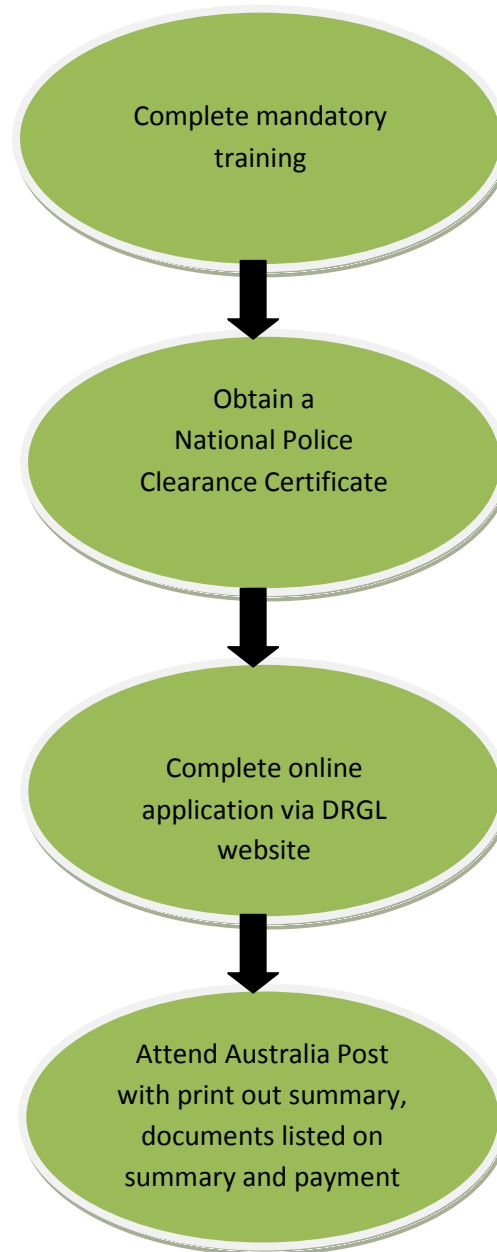 Complete mandatory
training
Obtain a
National Police
Clearance Certificate
Complete online
application via DRGL
website
Attend Australia Post
with print out summary,
documents listed on
summary and payment